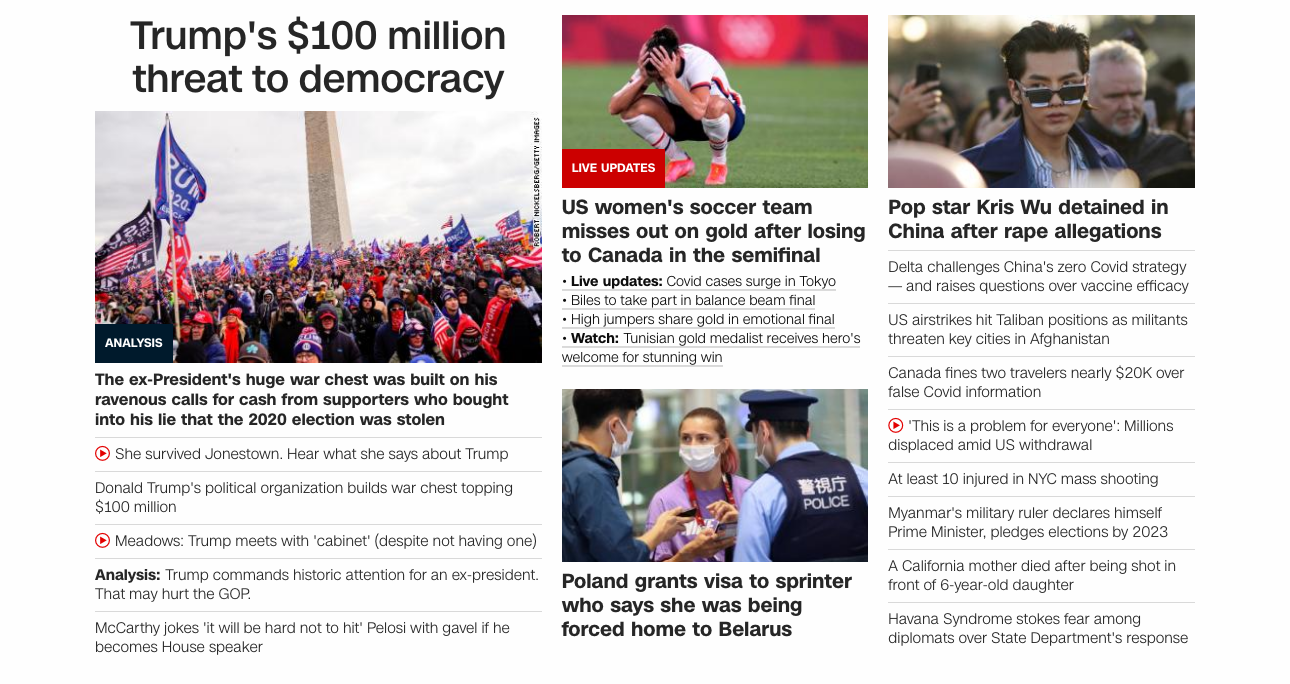 Trump's $100 million
threat to democracy
ROBERT NICKELSBERG/GETTY IMAGES
ANALYSIS
The ex-President's huge war chest was built on his
ravenous calls for cash from supporters who bought
into his lie that the 2020 election was stolen
She survived Jonestown. Hear what she says about Trump
Donald Trump's political organization builds war chest topping
$100 million
Meadows: Trump meets with 'cabinet' (despite not having one)
Analysis: Trump commands historic attention for an ex-president.
That may hurt the GOP.
McCarthy jokes 'it will be hard not to hit' Pelosi with gavel if he
becomes House speaker
LIVE UPDATES
US women's soccer team
misses out on gold after losing
to Canada in the semifinal
• Live updates: Covid cases surge in Tokyo
• Biles to take part in balance beam final
• High jumpers share gold in emotional final
• Watch: Tunisian gold medalist receives hero's
welcome for stunning win
警視庁
POLICE
Poland grants visa to sprinter
who says she was being
forced home to Belarus
Pop star Kris Wu detained in
China after rape allegations
Delta challenges China's zero Covid strategy
— and raises questions over vaccine efficacy
US airstrikes hit Taliban positions as militants
threaten key cities in Afghanistan
Canada fines two travelers nearly $20K over
false Covid information
'This is a problem for everyone': Millions
displaced amid US withdrawal
At least 10 injured in NYC mass shooting
Myanmar's military ruler declares himself
Prime Minister, pledges elections by 2023
A California mother died after being shot in
front of 6-year-old daughter
Havana Syndrome stokes fear among
diplomats over State Department's response